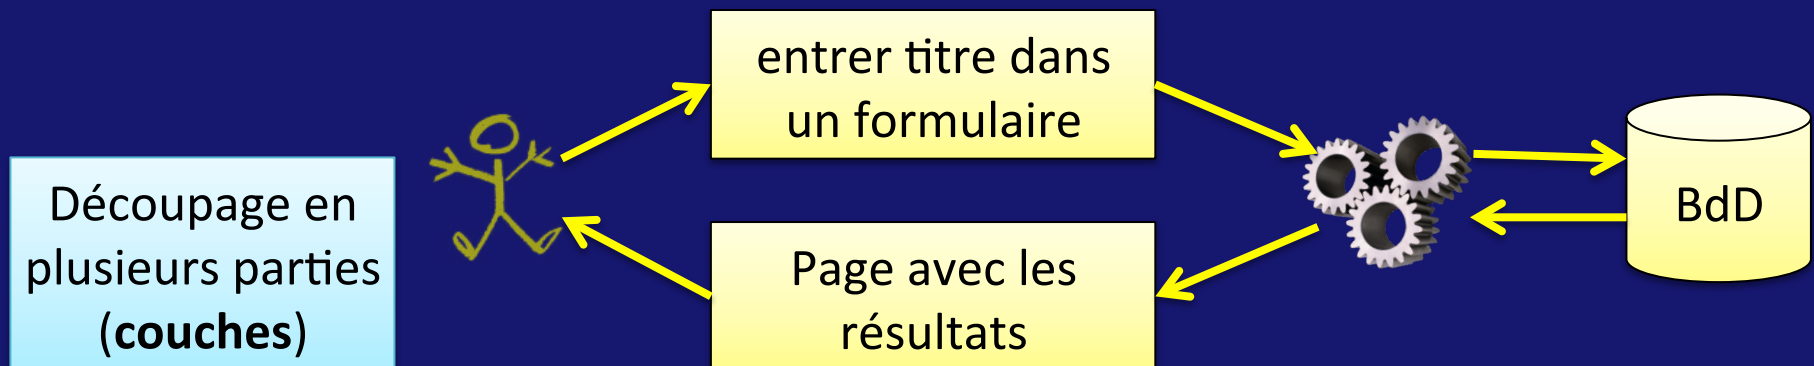 entrer titre dans
un formulaire
Découpage en
plusieurs parties
(couches)
BdD
Page avec les
résultats